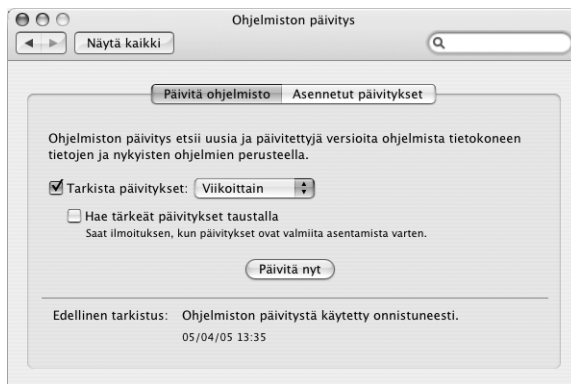 Ohjelmiston päivitys
Näytä kaikki
Päivitä ohjelmisto Asennetut päivitykset
Ohjelmiston päivitys etsii uusia ja päivitettyjä versioita ohjelmista tietokoneen
tietojen ja nykyisten ohjelmien perusteella.
Tarkista päivitykset: Viikoittain
Hae tärkeät päivitykset taustalla
Saat ilmoituksen, kun päivitykset ovat valmiita asentamista varten.
Päivitä nyt
Edellinen tarkistus: Ohjelmiston päivitystä käytetty onnistuneesti.
05/04/05 13:35